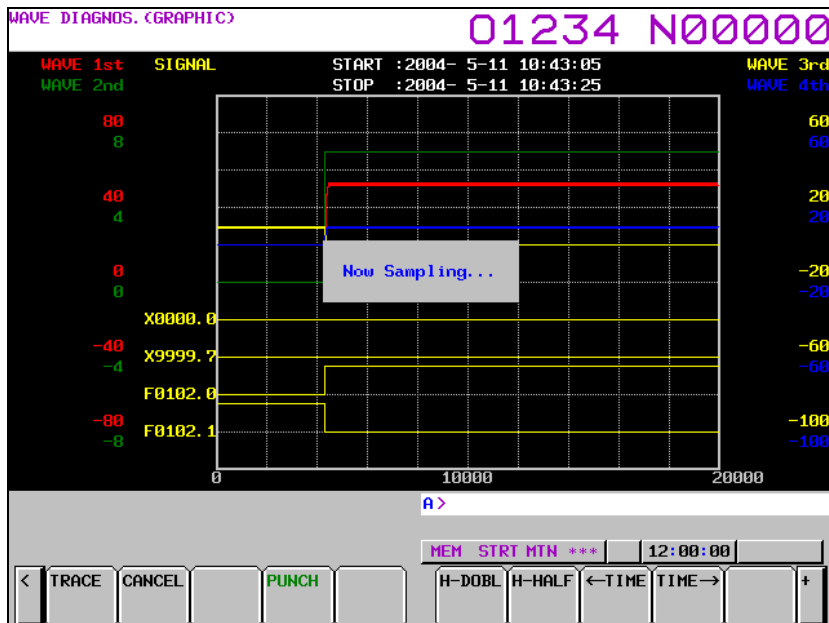 WAVE DIAGNOS.(GRAPHIC) O1234 N00000
WAVE 1st SIGNAL START :2004- 5-11 10:43:05 WAVE 3rd
WAVE 2nd STOP :2004- 5-11 10:43:25 WAVE 4th
80 60
8 60
40 20
4 20
Now Sampling...
0 -20
0 -20
X0000.0
-40 -60
X9999.7
-4 -60
F0102.0
-80 -100
F0102.1
-8 -100
0 10000 20000
A>
MEM STRT MTN *** 12:00:00
< TRACE CANCEL PUNCH H-DOBL H-HALF ←TIME TIME→ +